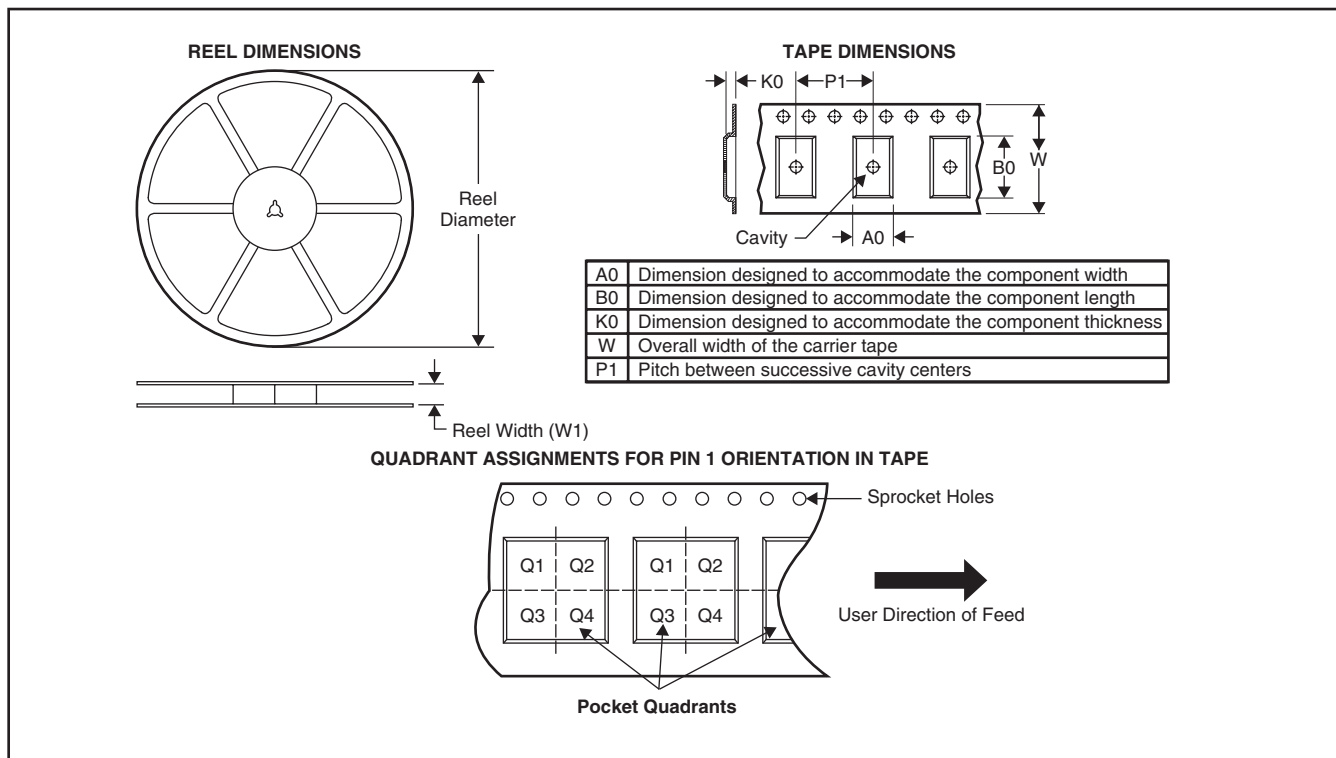 REEL DIMENSIONS
Reel
Diameter
Reel Width (W1)
TAPE DIMENSIONS
K0
P1
B0
W
Cavity
A0
A0 Dimension designed to accommodate the component width
B0 Dimension designed to accommodate the component length
K0 Dimension designed to accommodate the component thickness
W Overall width of the carrier tape
P1 Pitch between successive cavity centers
QUADRANT ASSIGNMENTS FOR PIN 1 ORIENTATION IN TAPE
Sprocket Holes
Q1 Q2 Q1 Q2
Q3 Q4 Q3 Q4
User Direction of Feed
Pocket Quadrants